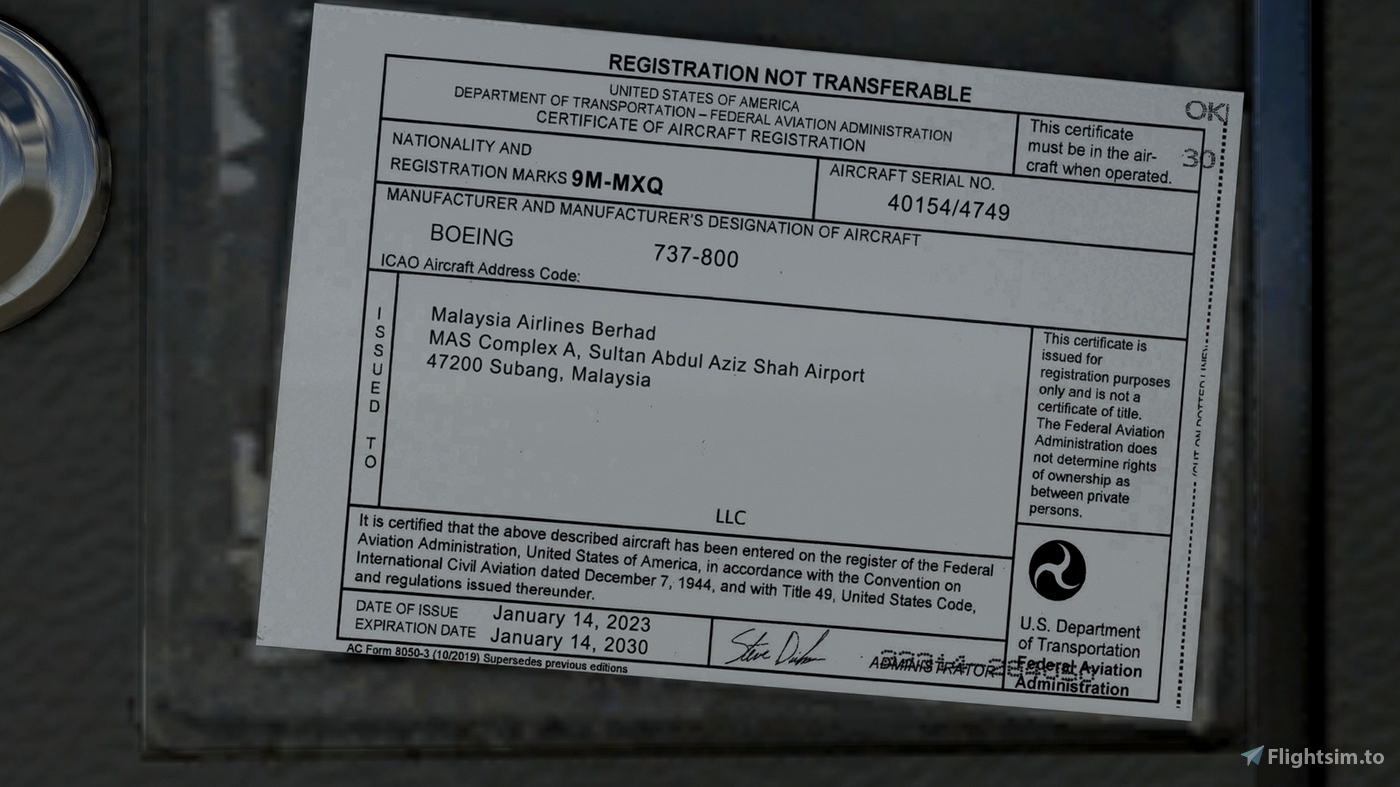 REGISTRATION NOT TRANSFERABLE
UNITED STATES OF AMERICA
DEPARTMENT OF TRANSPORTATION – FEDERAL AVIATION ADMINISTRATION
CERTIFICATE OF AIRCRAFT REGISTRATION
This certificate
must be in the air-
craft when operated.
OK
30
NATIONALITY AND
REGISTRATION MARKS 9M-MXQ
AIRCRAFT SERIAL NO.
40154/4749
MANUFACTURER AND MANUFACTURER'S DESIGNATION OF AIRCRAFT
BOEING 737-800
ICAO Aircraft Address Code:
ISSUED TO
Malaysia Airlines Berhad
MAS Complex A, Sultan Abdul Aziz Shah Airport
47200 Subang, Malaysia
LLC
This certificate is
issued for
registration purposes
only and is not a
certificate of title.
The Federal Aviation
Administration does
not determine rights
of ownership as
between private
persons.
It is certified that the above described aircraft has been entered on the register of the Federal
Aviation Administration, United States of America, in accordance with the Convention on
International Civil Aviation dated December 7, 1944, and with Title 49, United States Code,
and regulations issued thereunder.
DATE OF ISSUE January 14, 2023
EXPIRATION DATE January 14, 2030
ADMINISTRATOR
U.S. Department
of Transportation
Federal Aviation
Administration
AC Form 8050-3 (10/2019) Supersedes previous editions
Flightsim.to